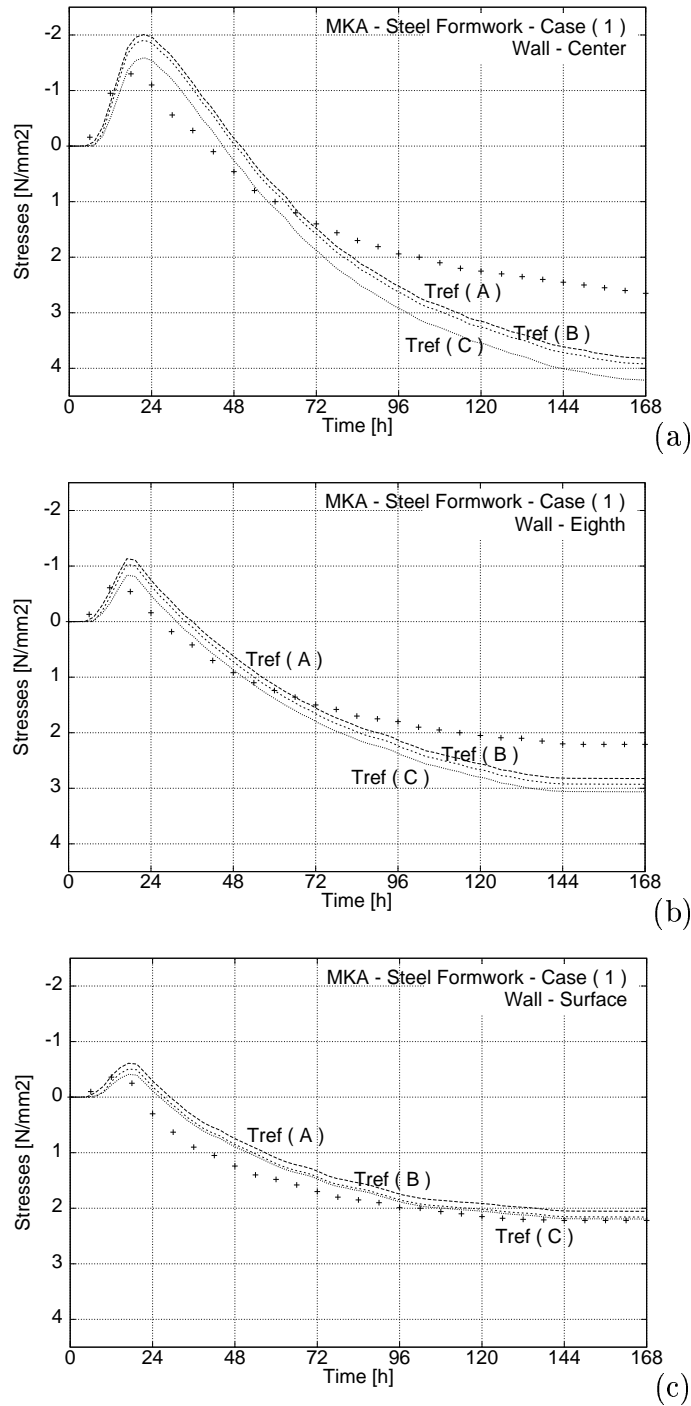 MKA - Steel Formwork - Case ( 1 )
Wall - Center
-2
-1
0
1
2
3
4
Stresses [N/mm2]
Tref ( A )
Tref ( B )
Tref ( C )
0 24 48 72 96 120 144 168
Time [h]
(a)
MKA - Steel Formwork - Case ( 1 )
Wall - Eighth
-2
-1
0
1
2
3
4
Stresses [N/mm2]
Tref ( A )
Tref ( B )
Tref ( C )
0 24 48 72 96 120 144 168
Time [h]
(b)
MKA - Steel Formwork - Case ( 1 )
Wall - Surface
-2
-1
0
1
2
3
4
Stresses [N/mm2]
Tref ( A )
Tref ( B )
Tref ( C )
0 24 48 72 96 120 144 168
Time [h]
(c)